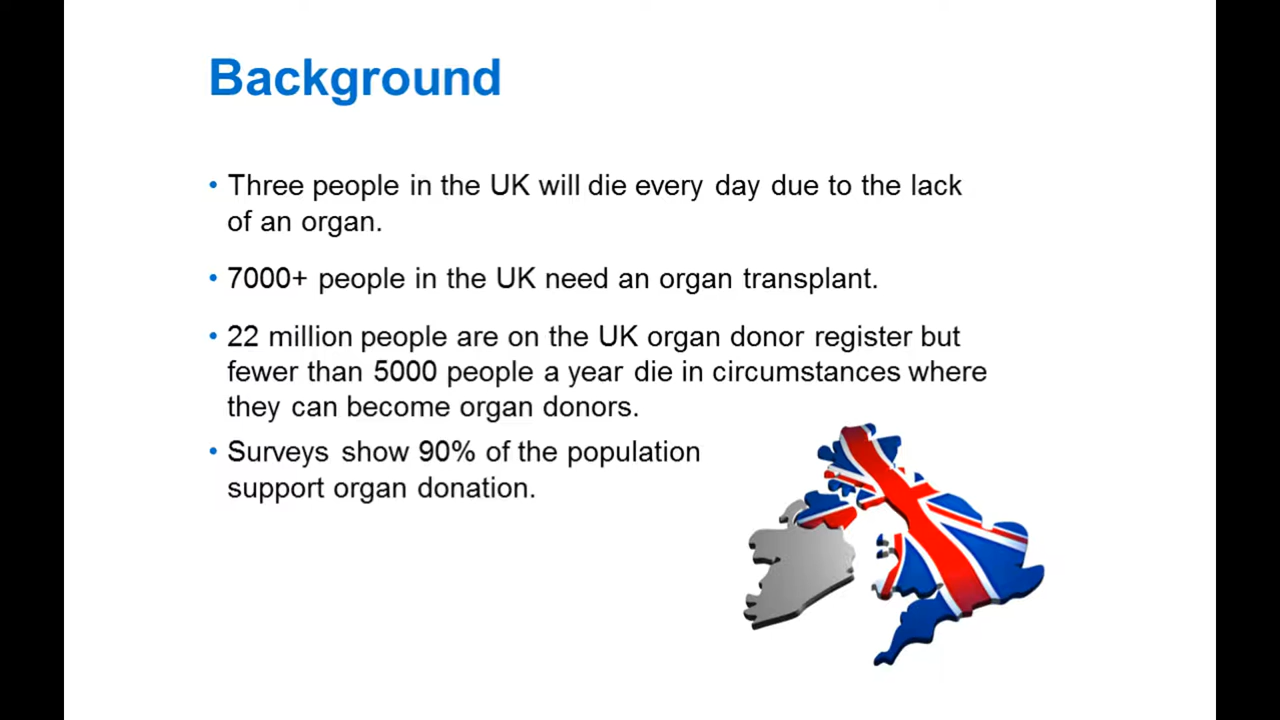 Background
• Three people in the UK will die every day due to the lack
of an organ.
• 7000+ people in the UK need an organ transplant.
• 22 million people are on the UK organ donor register but
fewer than 5000 people a year die in circumstances where
they can become organ donors.
• Surveys show 90% of the population
support organ donation.